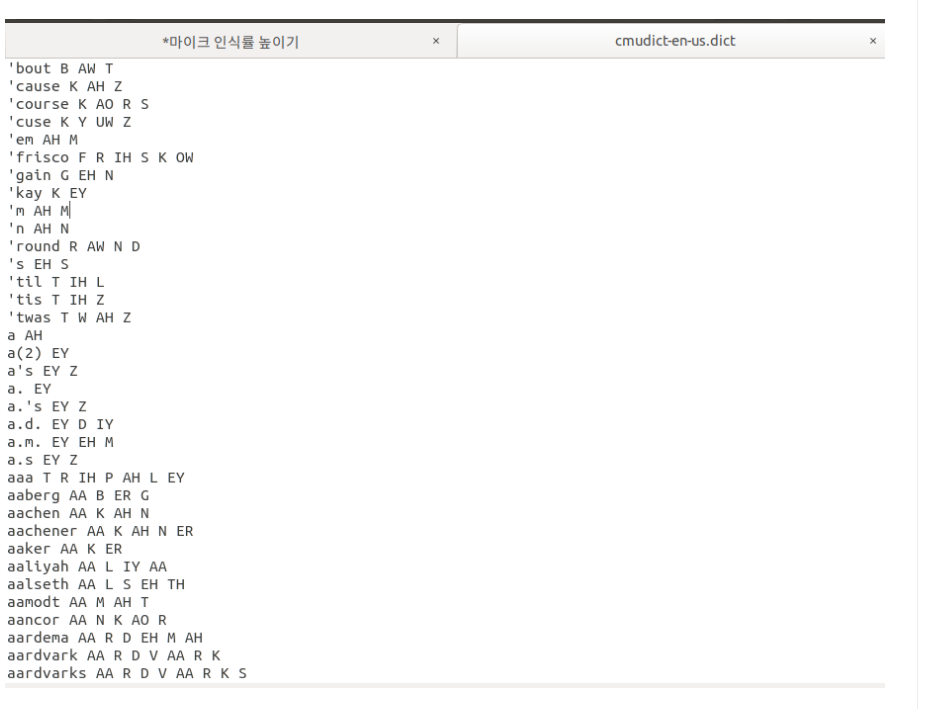 *마이크 인식률 높이기 × cmudict-en-us.dict ×
'bout B AW T
'cause K AH Z
'course K AO R S
'cuse K Y UW Z
'em AH M
'frisco F R IH S K OW
'gain G EH N
'kay K EY
'm AH M
'n AH N
'round R AW N D
's EH S
'til T IH L
'tis T IH Z
'twas T W AH Z
a AH
a(2) EY
a's EY Z
a. EY
a.'s EY Z
a.d. EY D IY
a.m. EY EH M
a.s EY Z
aaa T R IH P AH L EY
aaberg AA B ER G
aachen AA K AH N
aachener AA K AH N ER
aaker AA K ER
aaliyah AA L IY AA
aalseth AA L S EH TH
aamodt AA M AH T
aancor AA N K AO R
aardema AA R D EH M AH
aardvark AA R D V AA R K
aardvarks AA R D V AA R K S